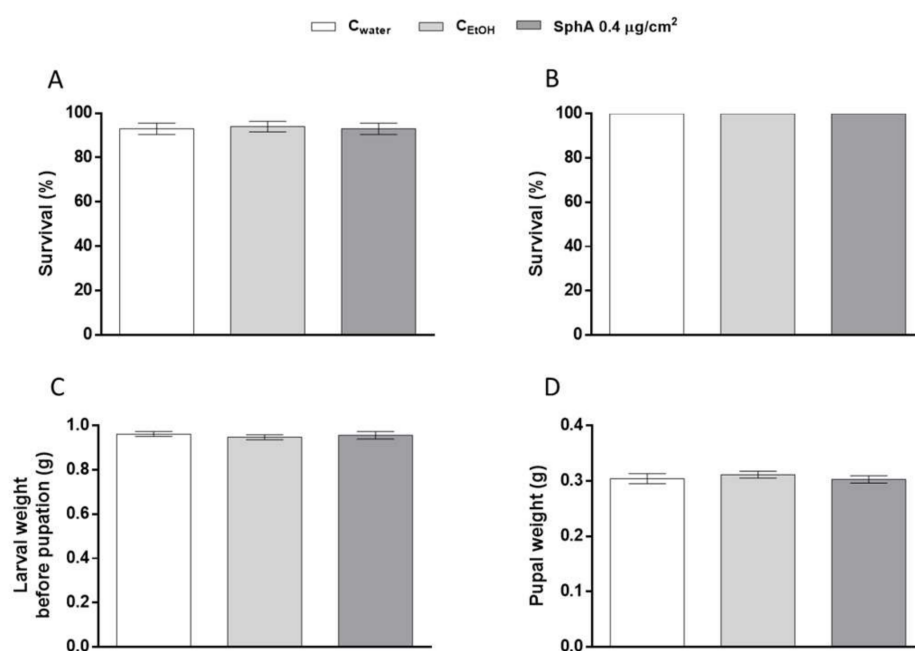 C_water C_EtOH SphA 0.4 µg/cm²
A
B
100
80
60
40
20
0
Survival (%)
100
80
60
40
20
0
Survival (%)
C
D
1.0
0.8
0.6
0.4
0.2
0.0
Larval weight
before pupation (g)
0.4
0.3
0.2
0.1
0.0
Pupal weight (g)